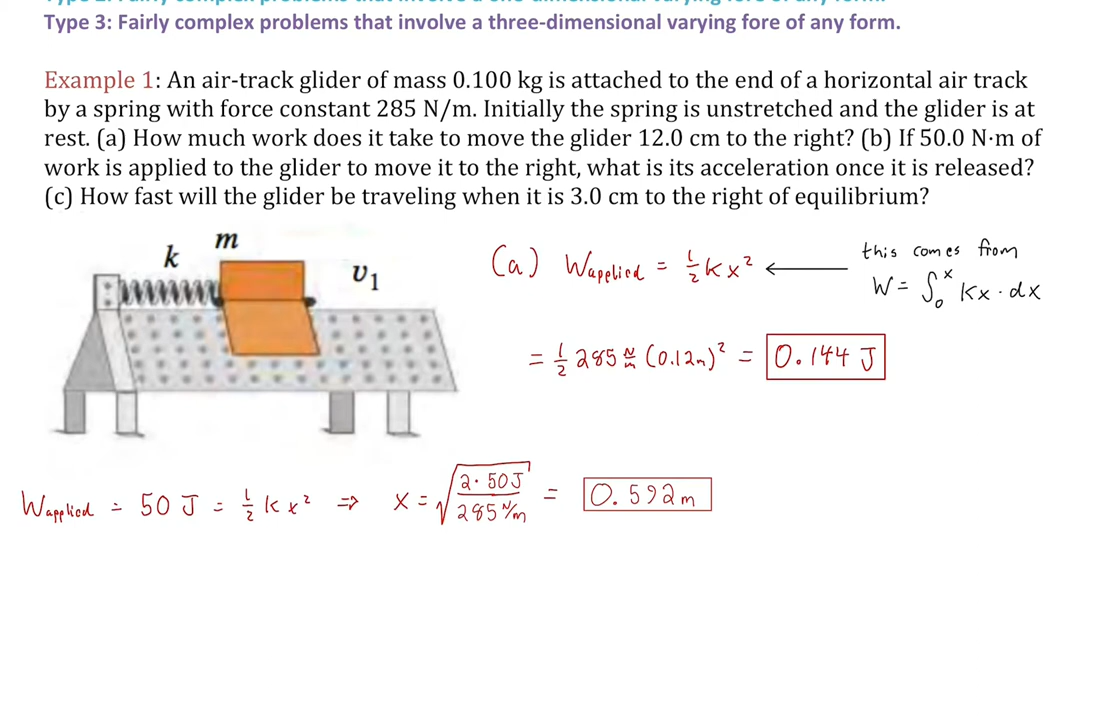 Type 3: Fairly complex problems that involve a three-dimensional varying fore of any form.
Example 1: An air-track glider of mass 0.100 kg is attached to the end of a horizontal air track
by a spring with force constant 285 N/m. Initially the spring is unstretched and the glider is at
rest. (a) How much work does it take to move the glider 12.0 cm to the right? (b) If 50.0 N·m of
work is applied to the glider to move it to the right, what is its acceleration once it is released?
(c) How fast will the glider be traveling when it is 3.0 cm to the right of equilibrium?
k m v₁
(a) Wapplied = ½ k x² ← this comes from
W = ∫₀ˣ kx · dx
= ½ 285 N/m (0.12m)² = 0.144 J
Wapplied = 50 J = ½ k x² ⇒ x = √(2·50J / 285 N/m) = 0.592 m